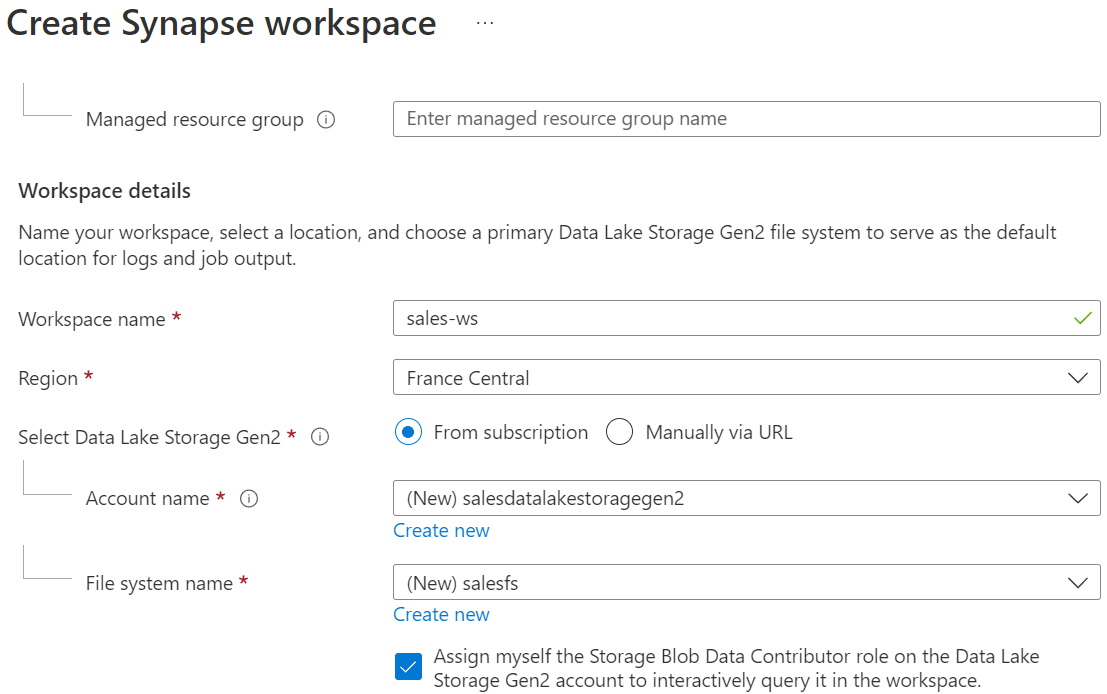 Create Synapse workspace ...
Managed resource group
Enter managed resource group name
Workspace details
Name your workspace, select a location, and choose a primary Data Lake Storage Gen2 file system to serve as the default
location for logs and job output.
Workspace name *
sales-ws
Region *
France Central
Select Data Lake Storage Gen2 *
From subscription
Manually via URL
Account name *
(New) salesdatalakestoragegen2
Create new
File system name *
(New) salesfs
Create new
Assign myself the Storage Blob Data Contributor role on the Data Lake
Storage Gen2 account to interactively query it in the workspace.